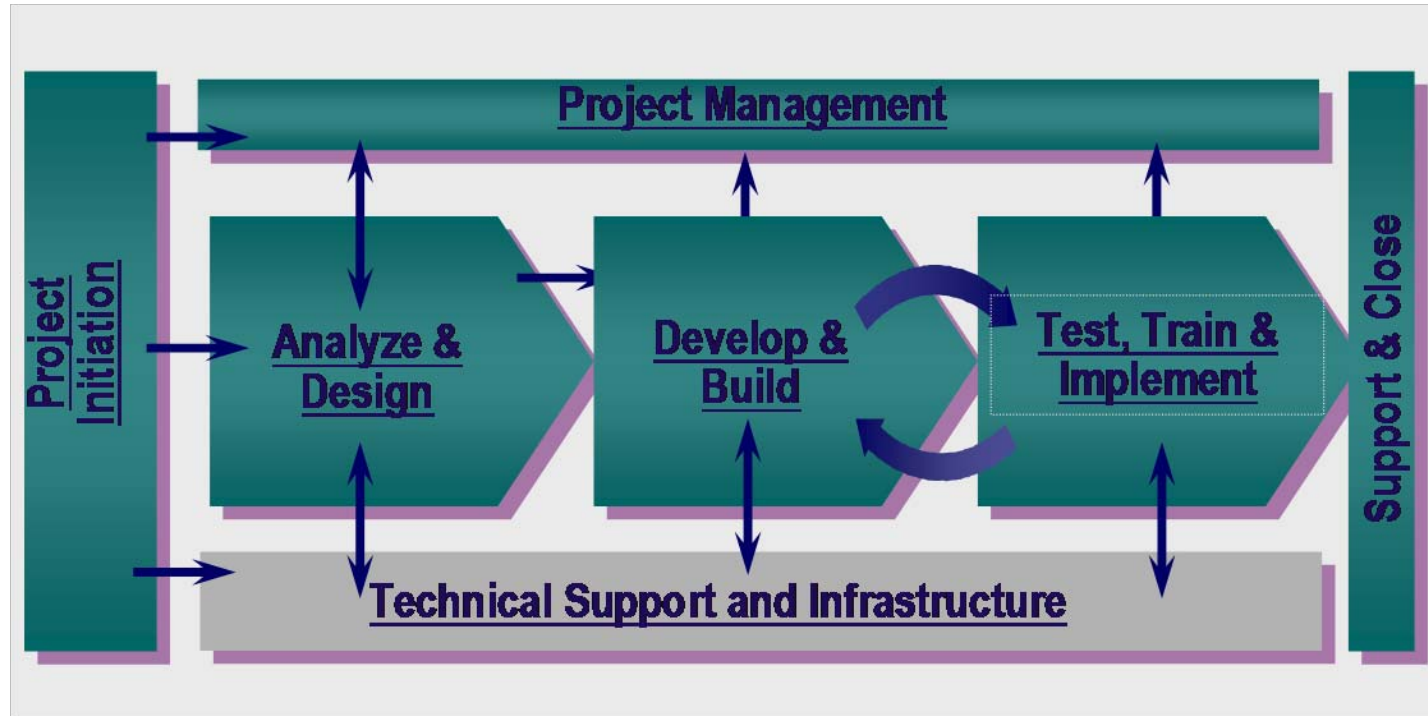 Project Management
Project
Initiation
Analyze &
Design
Develop &
Build
Test, Train &
Implement
Support & Close
Technical Support and Infrastructure